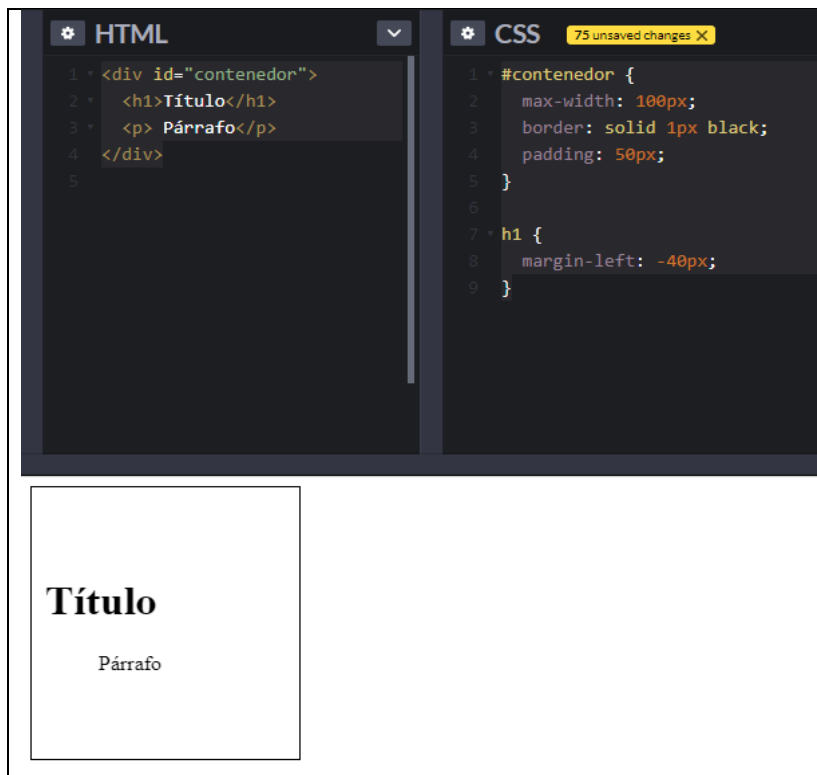 HTML
1 <div id="contenedor">
2 <h1>Título</h1>
3 <p> Párrafo</p>
4 </div>
5
CSS 75 unsaved changes X
1 #contenedor {
2 max-width: 100px;
3 border: solid 1px black;
4 padding: 50px;
5 }
6
7 h1 {
8 margin-left: -40px;
9 }
Título
Párrafo